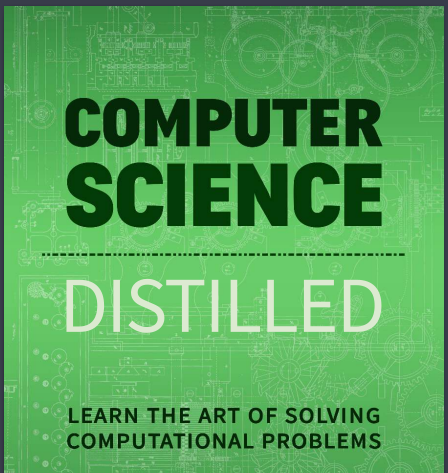 COMPUTER
SCIENCE
DISTILLED
LEARN THE ART OF SOLVING
COMPUTATIONAL PROBLEMS